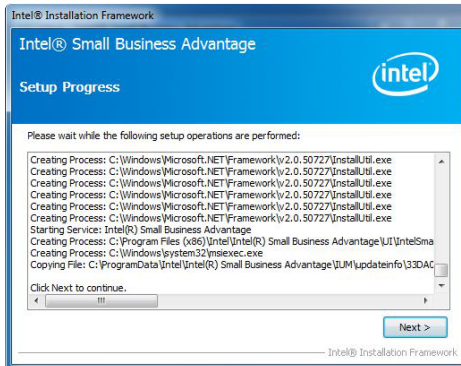 Intel® Installation Framework
Intel® Small Business Advantage
Setup Progress
intel
Please wait while the following setup operations are performed:
Creating Process: C:\Windows\Microsoft.NET\Framework\v2.0.50727\InstallUtil.exe
Creating Process: C:\Windows\Microsoft.NET\Framework\v2.0.50727\InstallUtil.exe
Creating Process: C:\Windows\Microsoft.NET\Framework\v2.0.50727\InstallUtil.exe
Creating Process: C:\Windows\Microsoft.NET\Framework\v2.0.50727\InstallUtil.exe
Creating Process: C:\Windows\Microsoft.NET\Framework\v2.0.50727\InstallUtil.exe
Creating Process: C:\Windows\Microsoft.NET\Framework\v2.0.50727\InstallUtil.exe
Starting Service: Intel(R) Small Business Advantage
Creating Process: C:\Program Files (x86)\Intel\Intel(R) Small Business Advantage\UI\IntelSma
Creating Process: C:\Windows\system32\msiexec.exe
Copying File: C:\ProgramData\Intel\Intel(R) Small Business Advantage\IUM\updateinfo\33DAC
Click Next to continue.
Next >
Intel® Installation Framework